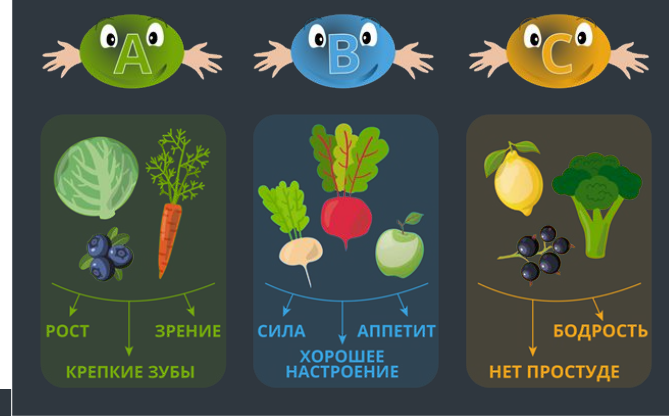 A
B
C
РОСТ
ЗРЕНИЕ
КРЕПКИЕ ЗУБЫ
СИЛА
АППЕТИТ
ХОРОШЕЕ
НАСТРОЕНИЕ
БОДРОСТЬ
НЕТ ПРОСТУДЕ